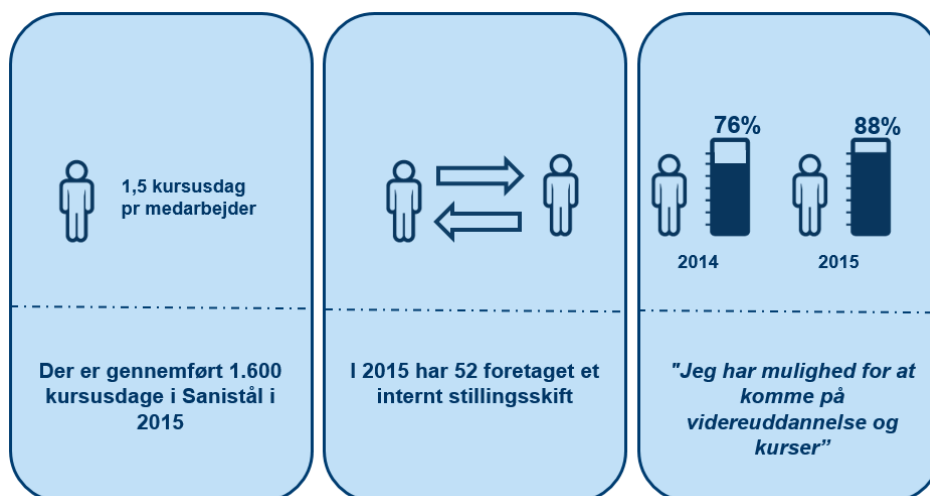 1,5 kursusdag
pr medarbejder
Der er gennemført 1.600
kursusdage i Sanistål i
2015
I 2015 har 52 foretaget et
internt stillingsskift
76%
88%
2014
2015
"Jeg har mulighed for at
komme på
videreuddannelse og
kurser”